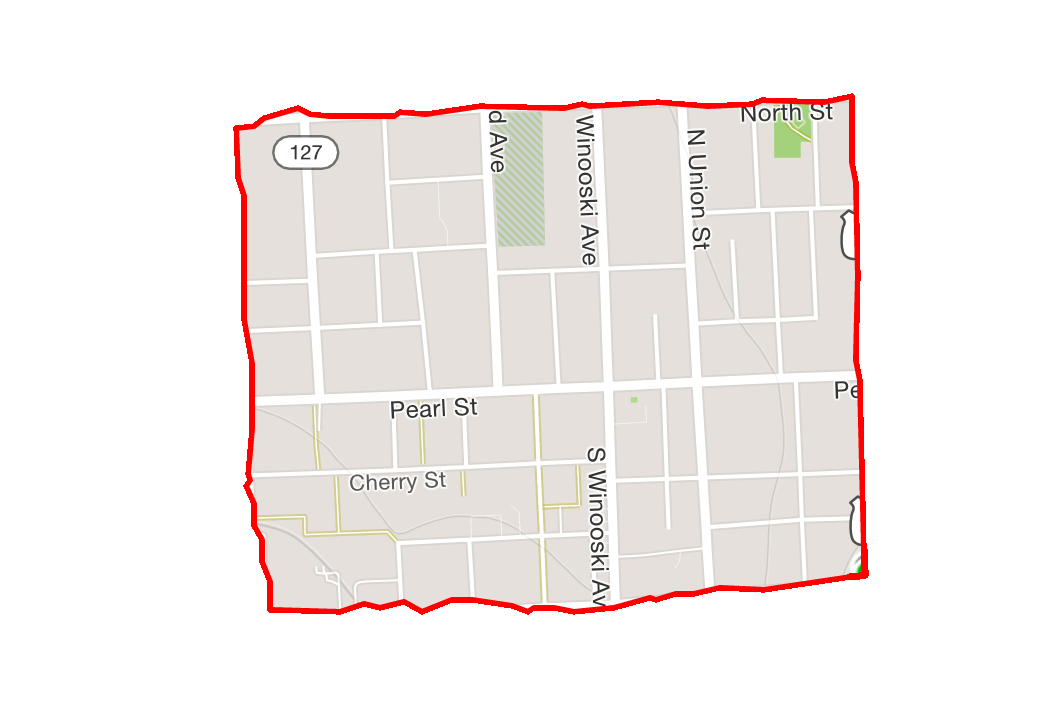 North St
d Ave
127
Winooski Ave
N Union St
Pe
Pearl St
Cherry St
S Winooski Av